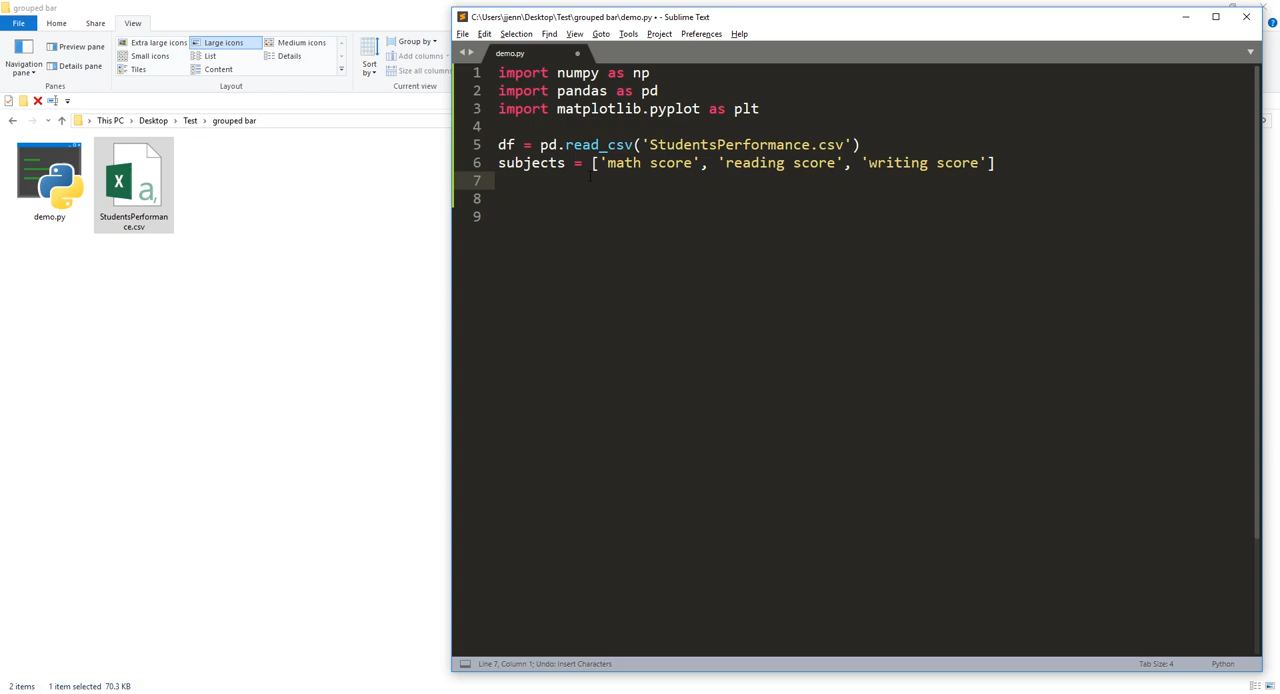 grouped bar
File Home Share View
Navigation pane
Preview pane
Details pane
Panes
Extra large icons Large icons Medium icons
Small icons List Details
Tiles Content
Layout
Sort by
Group by
Add columns
Size all columns
Current view
This PC > Desktop > Test > grouped bar
demo.py
StudentsPerforman
ce.csv
2 items 1 item selected 70.3 KB
C:\Users\jjenn\Desktop\Test\grouped bar\demo.py • - Sublime Text
File Edit Selection Find View Goto Tools Project Preferences Help
demo.py
1 import numpy as np
2 import pandas as pd
3 import matplotlib.pyplot as plt
4
5 df = pd.read_csv('StudentsPerformance.csv')
6 subjects = ['math score', 'reading score', 'writing score']
7
8
9
Line 7, Column 1; Undo: Insert Characters
Tab Size: 4 Python